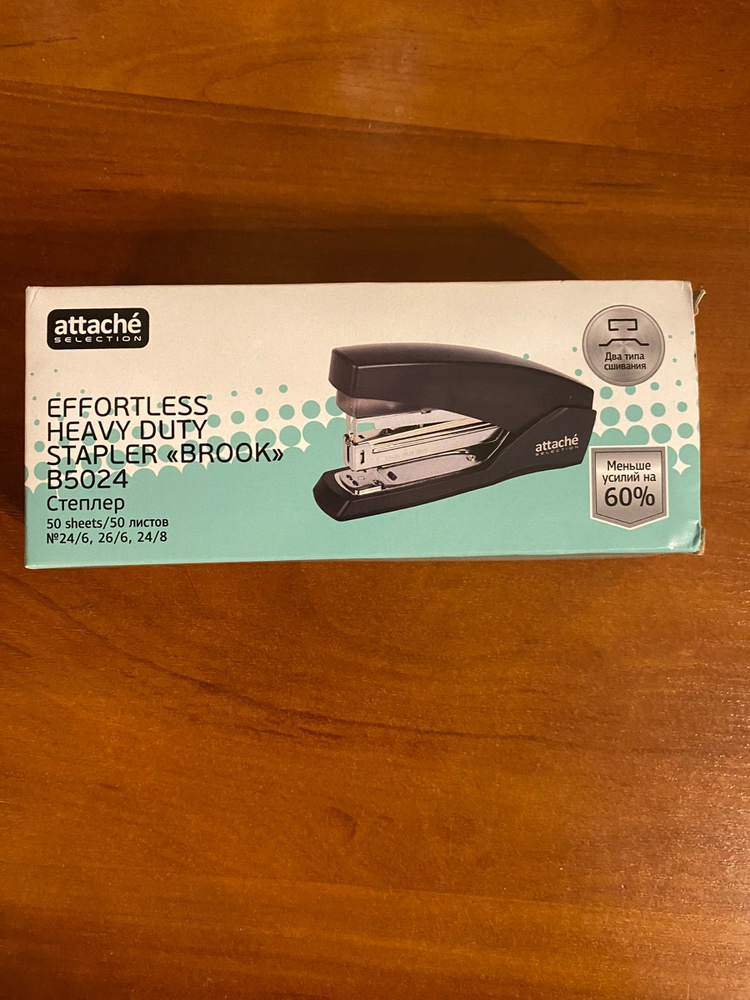 attaché
SELECTION
EFFORTLESS
HEAVY DUTY
STAPLER «BROOK»
B5024
Степлер
50 sheets/50 листов
№24/6, 26/6, 24/8
attaché
SELECTION
Два типа
сшивания
Меньше
усилий на
60%